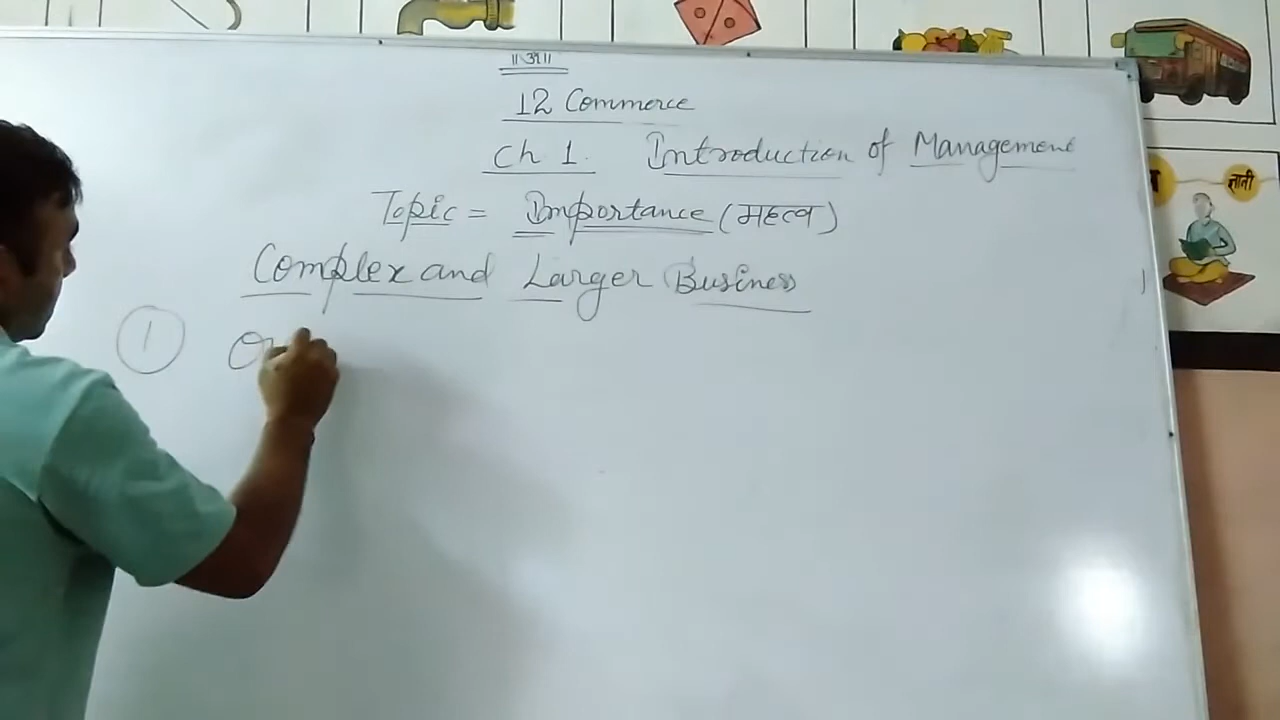 ॥ ૐ ॥
12 Commerce
Ch 1. Introduction of Management
Topic = Importance (महत्व)
Complex and Larger Business
1
ज्ञानी